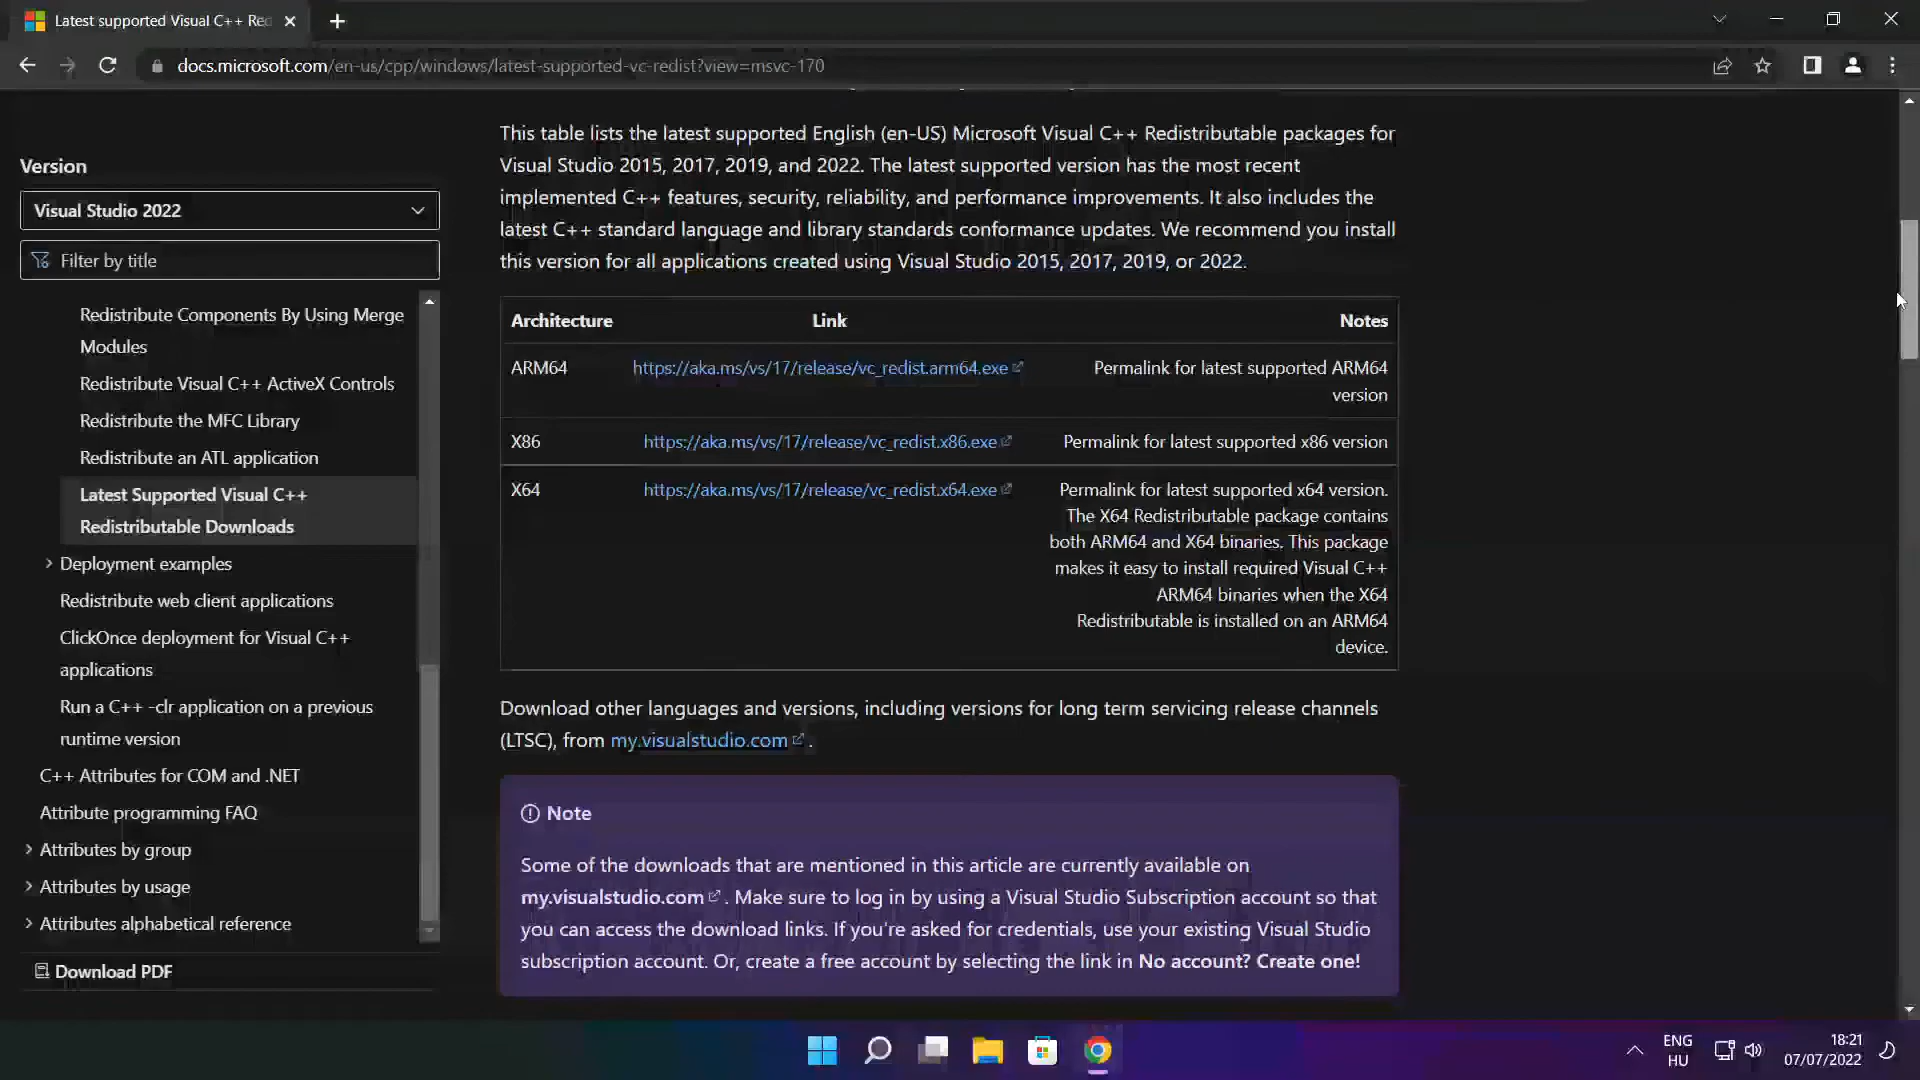 Latest supported Visual C++ Red
docs.microsoft.com/en-us/cpp/windows/latest-supported-vc-redist?view=msvc-170
Version
Visual Studio 2022
Filter by title
Redistribute Components By Using Merge
Modules
Redistribute Visual C++ ActiveX Controls
Redistribute the MFC Library
Redistribute an ATL application
Latest Supported Visual C++
Redistributable Downloads
Deployment examples
Redistribute web client applications
ClickOnce deployment for Visual C++
applications
Run a C++ -clr application on a previous
runtime version
C++ Attributes for COM and .NET
Attribute programming FAQ
Attributes by group
Attributes by usage
Attributes alphabetical reference
Download PDF
This table lists the latest supported English (en-US) Microsoft Visual C++ Redistributable packages for
Visual Studio 2015, 2017, 2019, and 2022. The latest supported version has the most recent
implemented C++ features, security, reliability, and performance improvements. It also includes the
latest C++ standard language and library standards conformance updates. We recommend you install
this version for all applications created using Visual Studio 2015, 2017, 2019, or 2022.
Architecture Link Notes
ARM64 https://aka.ms/vs/17/release/vc_redist.arm64.exe Permalink for latest supported ARM64
version
X86 https://aka.ms/vs/17/release/vc_redist.x86.exe Permalink for latest supported x86 version
X64 https://aka.ms/vs/17/release/vc_redist.x64.exe Permalink for latest supported x64 version.
The X64 Redistributable package contains
both ARM64 and X64 binaries. This package
makes it easy to install required Visual C++
ARM64 binaries when the X64
Redistributable is installed on an ARM64
device.
Download other languages and versions, including versions for long term servicing release channels
(LTSC), from my.visualstudio.com .
Note
Some of the downloads that are mentioned in this article are currently available on
my.visualstudio.com . Make sure to log in by using a Visual Studio Subscription account so that
you can access the download links. If you're asked for credentials, use your existing Visual Studio
subscription account. Or, create a free account by selecting the link in No account? Create one!
ENG
HU
18:21
07/07/2022